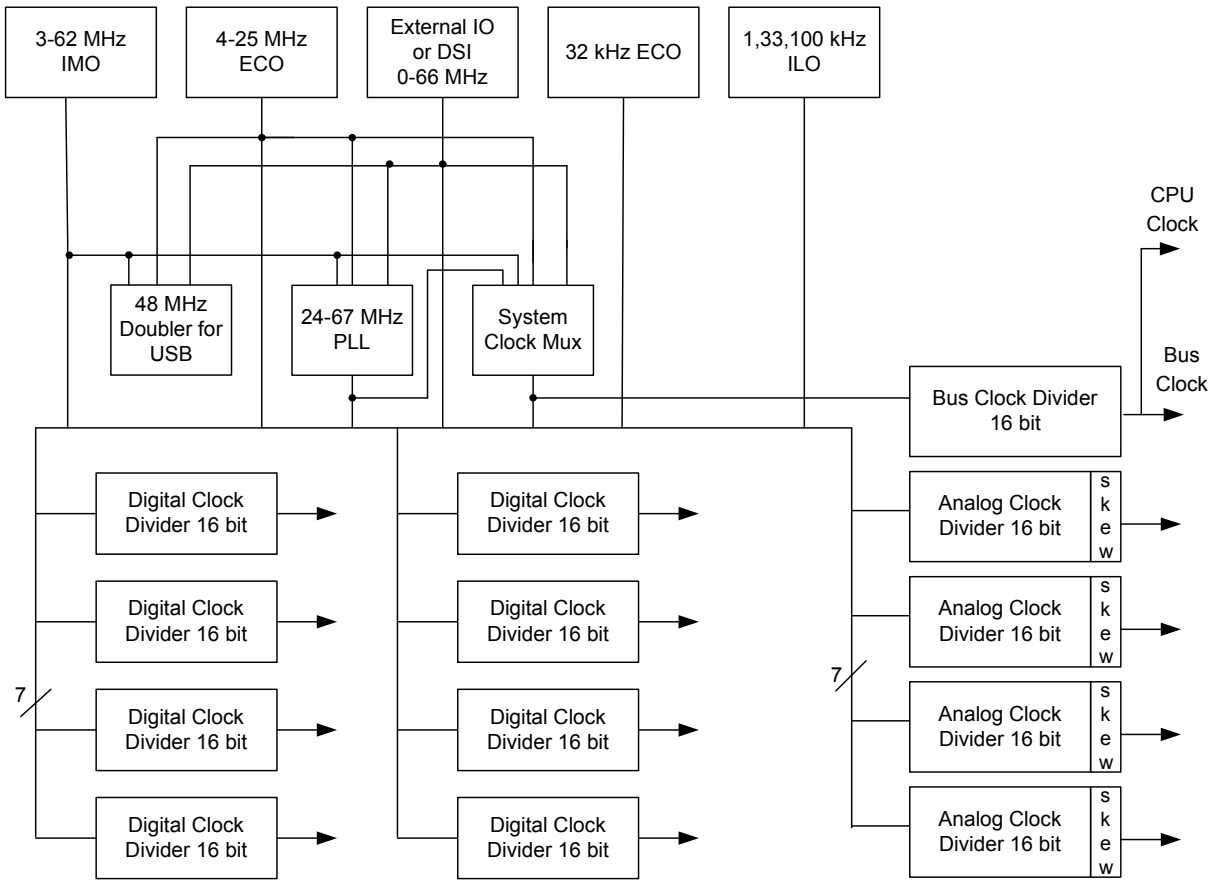 3-62 MHz
IMO
4-25 MHz
ECO
External IO
or DSI
0-66 MHz
32 kHz ECO
1,33,100 kHz
ILO
CPU
Clock
48 MHz
Doubler for
USB
24-67 MHz
PLL
System
Clock Mux
Bus
Clock
Bus Clock Divider
16 bit
Digital Clock
Divider 16 bit
Digital Clock
Divider 16 bit
Analog Clock
Divider 16 bit
skew
Digital Clock
Divider 16 bit
Digital Clock
Divider 16 bit
Analog Clock
Divider 16 bit
skew
7
7
Digital Clock
Divider 16 bit
Digital Clock
Divider 16 bit
Analog Clock
Divider 16 bit
skew
Digital Clock
Divider 16 bit
Digital Clock
Divider 16 bit
Analog Clock
Divider 16 bit
skew